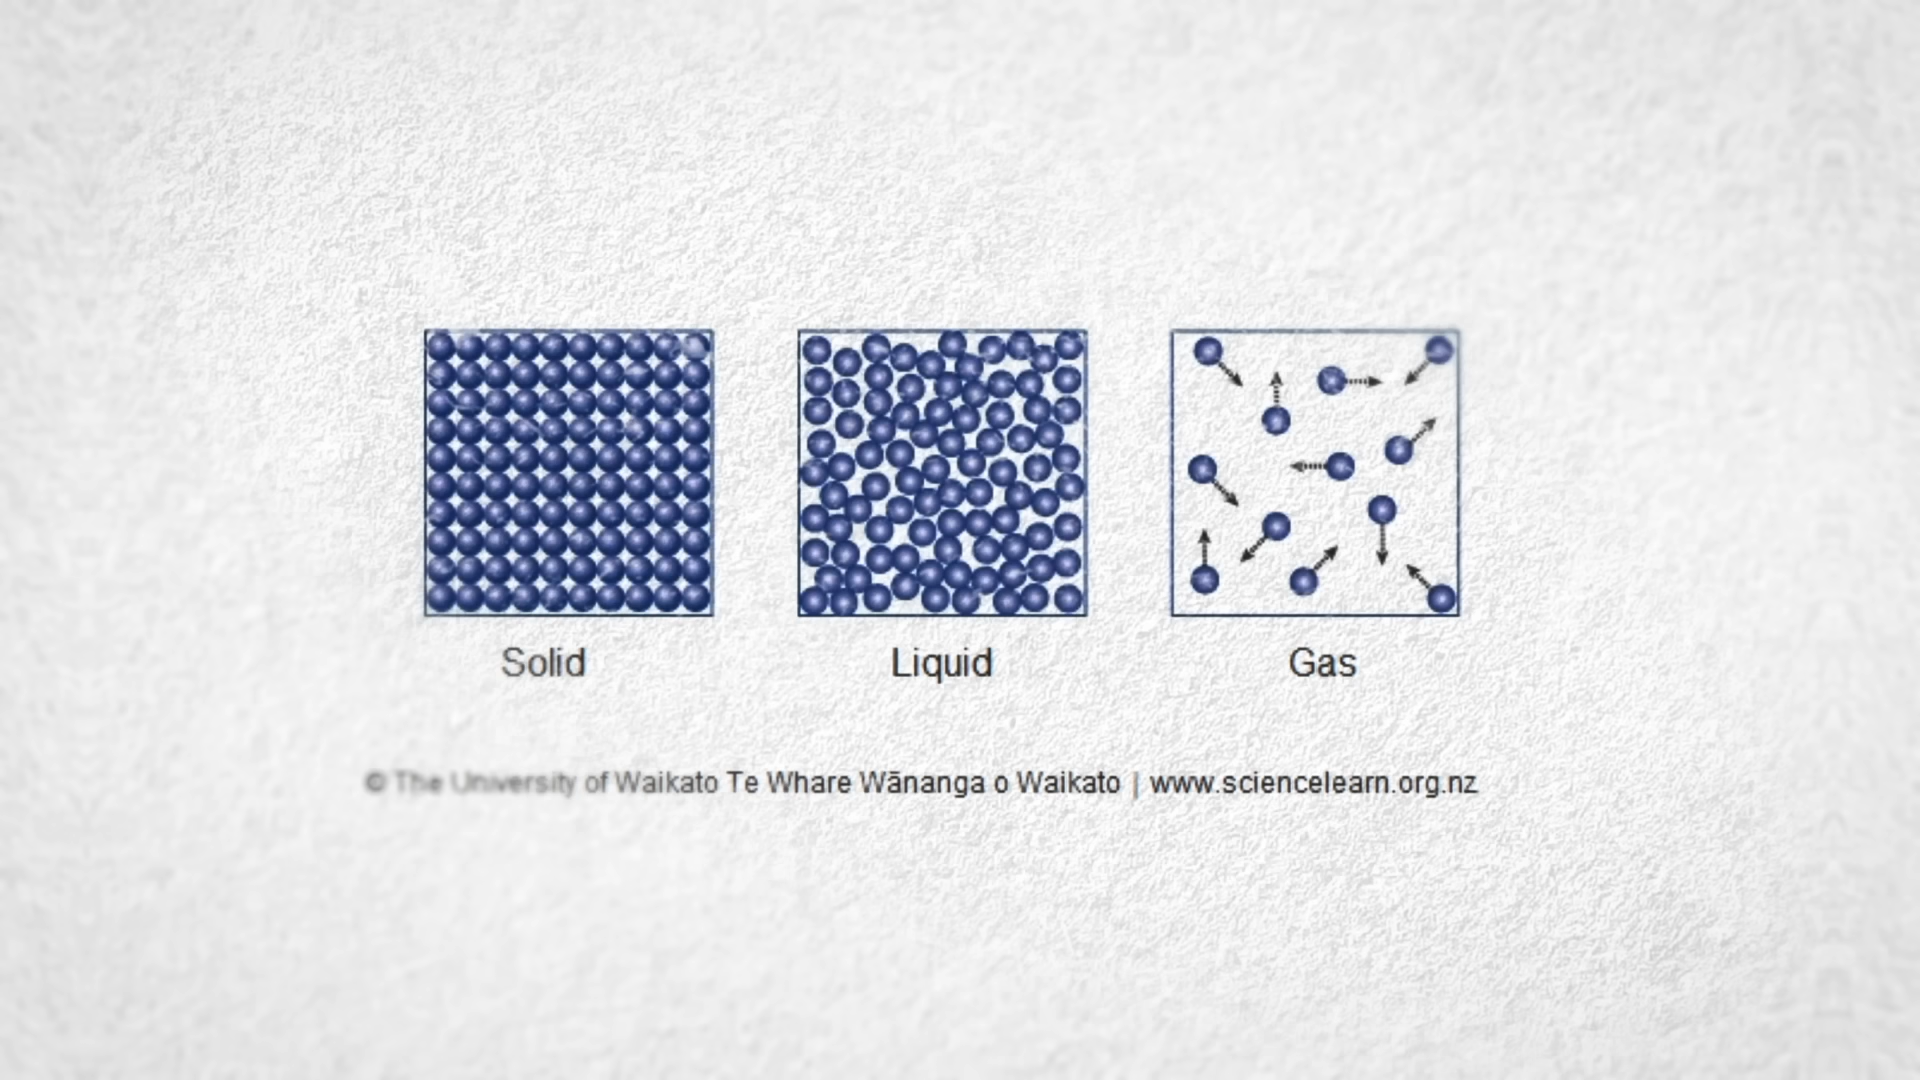 Solid
Liquid
Gas
© The University of Waikato Te Whare Wānanga o Waikato | www.sciencelearn.org.nz